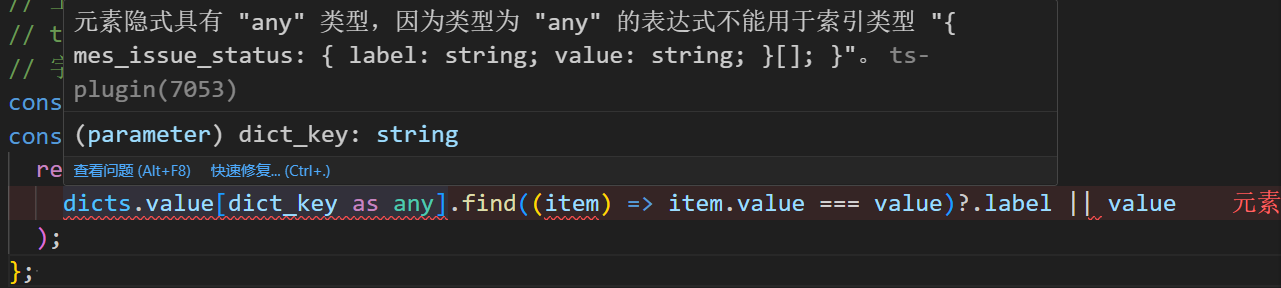 // 
元素隐式具有 "any" 类型，因为类型为 "any" 的表达式不能用于索引类型 "{
// t
mes_issue_status: { label: string; value: string; }[]; }"。 ts-
// 字
plugin(7053)
cons
(parameter) dict_key: string
cons
查看问题 (Alt+F8) 快速修复... (Ctrl+.)
re
dicts.value[dict_key as any].find((item) => item.value === value)?.label || value 元素
);
};